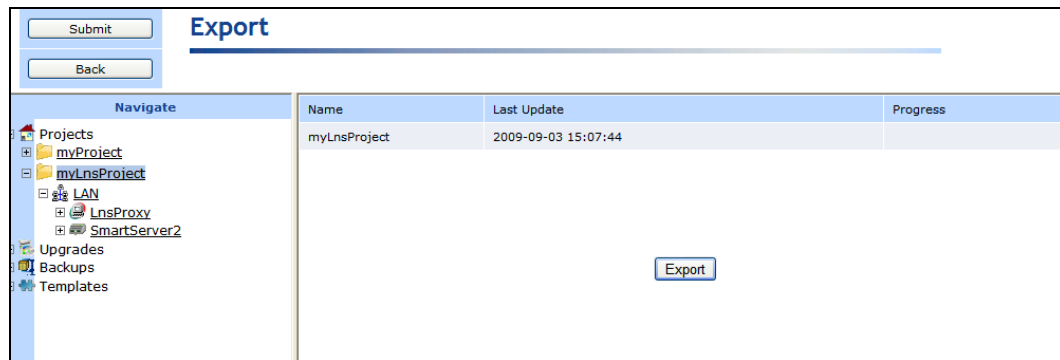 Submit
Export
Back
Navigate
Name Last Update Progress
Projects
myLnsProject 2009-09-03 15:07:44
myProject
myLnsProject
LAN
LnsProxy
SmartServer2
Upgrades
Backups
Export
Templates